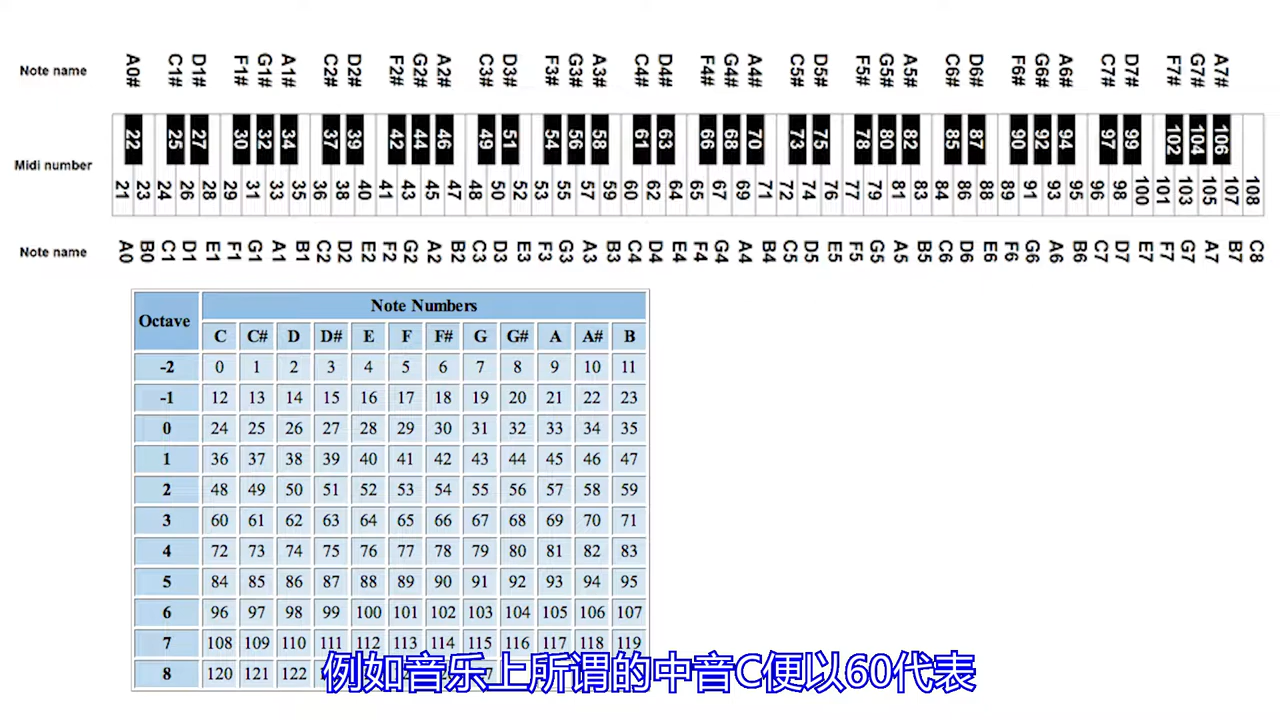 Note name A0# C1# D1# F1# G1# A1# C2# D2# F2# G2# A2# C3# D3# F3# G3# A3# C4# D4# F4# G4# A4# C5# D5# F5# G5# A5# C6# D6# F6# G6# A6# C7# D7# F7# G7# A7#
22 25 27 30 32 34 37 39 42 44 46 49 51 54 56 58 61 63 66 68 70 73 75 78 80 82 85 87 90 92 94 97 99 102 104 106
Midi number
21 23 24 26 28 29 31 33 35 36 38 40 41 43 45 47 48 50 52 53 55 57 59 60 62 64 65 67 69 71 72 74 76 77 79 81 83 84 86 88 89 91 93 95 96 98 100 101 103 105 107 108
Note name A0 B0 C1 D1 E1 F1 G1 A1 B1 C2 D2 E2 F2 G2 A2 B2 C3 D3 E3 F3 G3 A3 B3 C4 D4 E4 F4 G4 A4 B4 C5 D5 E5 F5 G5 A5 B5 C6 D6 E6 F6 G6 A6 B6 C7 D7 E7 F7 G7 A7 B7 C8
Octave Note Numbers
C C# D D# E F F# G G# A A# B
-2 0 1 2 3 4 5 6 7 8 9 10 11
-1 12 13 14 15 16 17 18 19 20 21 22 23
0 24 25 26 27 28 29 30 31 32 33 34 35
1 36 37 38 39 40 41 42 43 44 45 46 47
2 48 49 50 51 52 53 54 55 56 57 58 59
3 60 61 62 63 64 65 66 67 68 69 70 71
4 72 73 74 75 76 77 78 79 80 81 82 83
5 84 85 86 87 88 89 90 91 92 93 94 95
6 96 97 98 99 100 101 102 103 104 105 106 107
7 108 109 110 111 112 113 114 115 116 117 118 119
8 120 121 122
例如音乐上所谓的中音C便以60代表